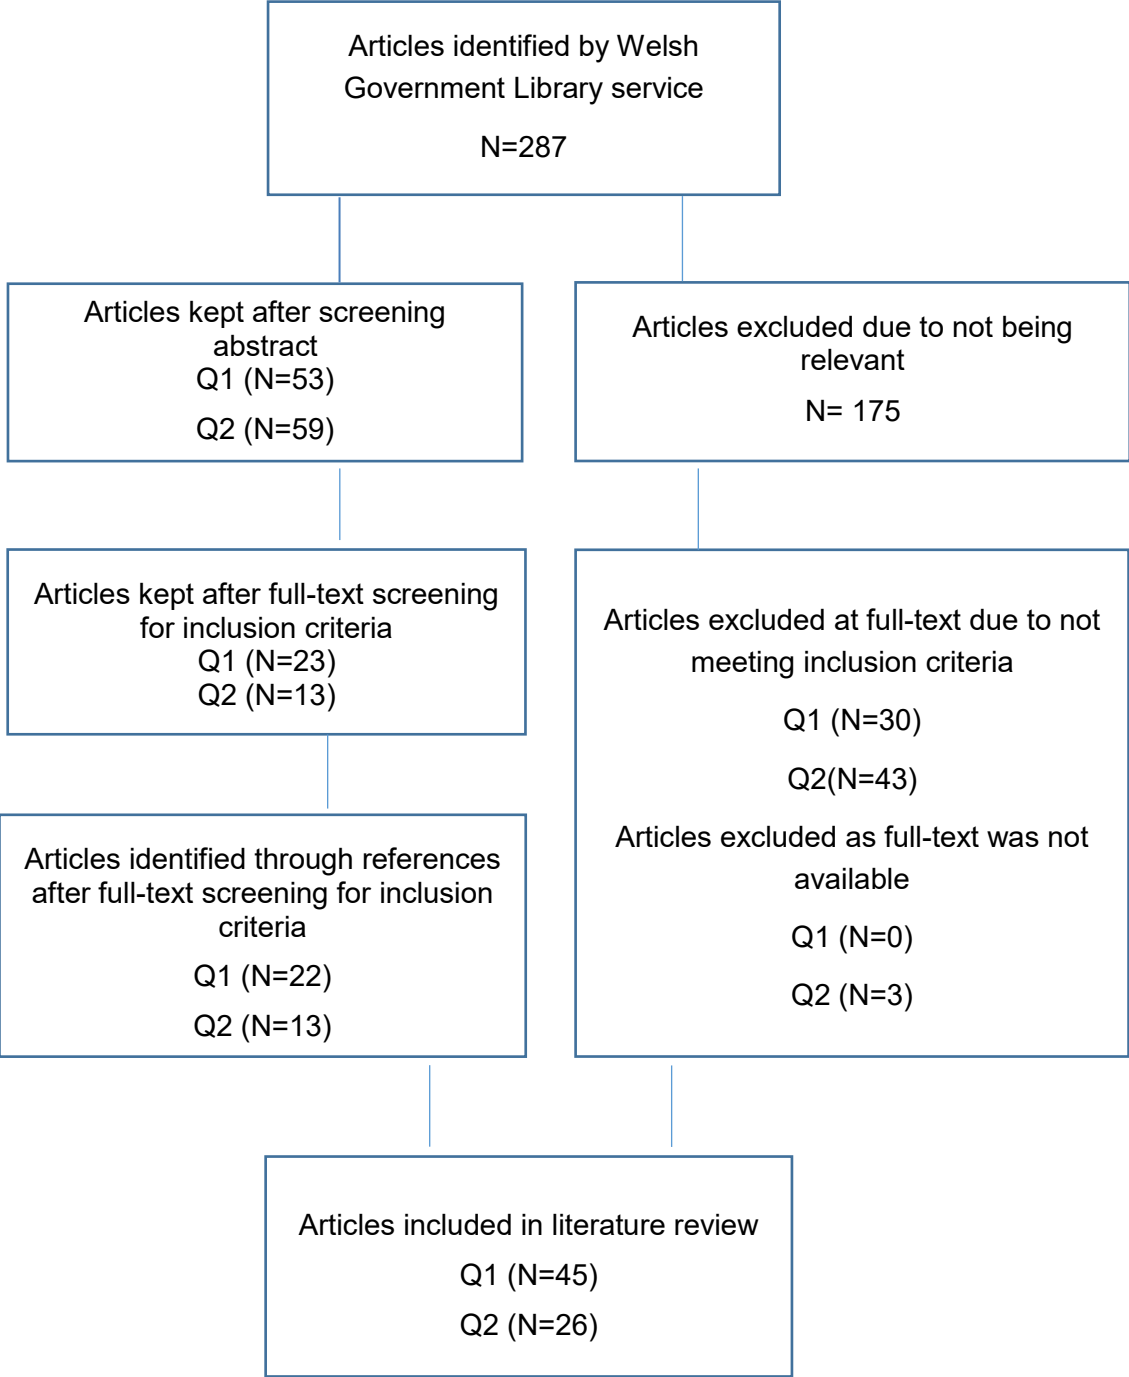 Articles identified by Welsh
Government Library service
N=287
Articles kept after screening
abstract
Q1 (N=53)
Q2 (N=59)
Articles excluded due to not being
relevant
N= 175
Articles kept after full-text screening
for inclusion criteria
Q1 (N=23)
Q2 (N=13)
Articles excluded at full-text due to not
meeting inclusion criteria
Q1 (N=30)
Q2(N=43)
Articles excluded as full-text was not
available
Q1 (N=0)
Q2 (N=3)
Articles identified through references
after full-text screening for inclusion
criteria
Q1 (N=22)
Q2 (N=13)
Articles included in literature review
Q1 (N=45)
Q2 (N=26)